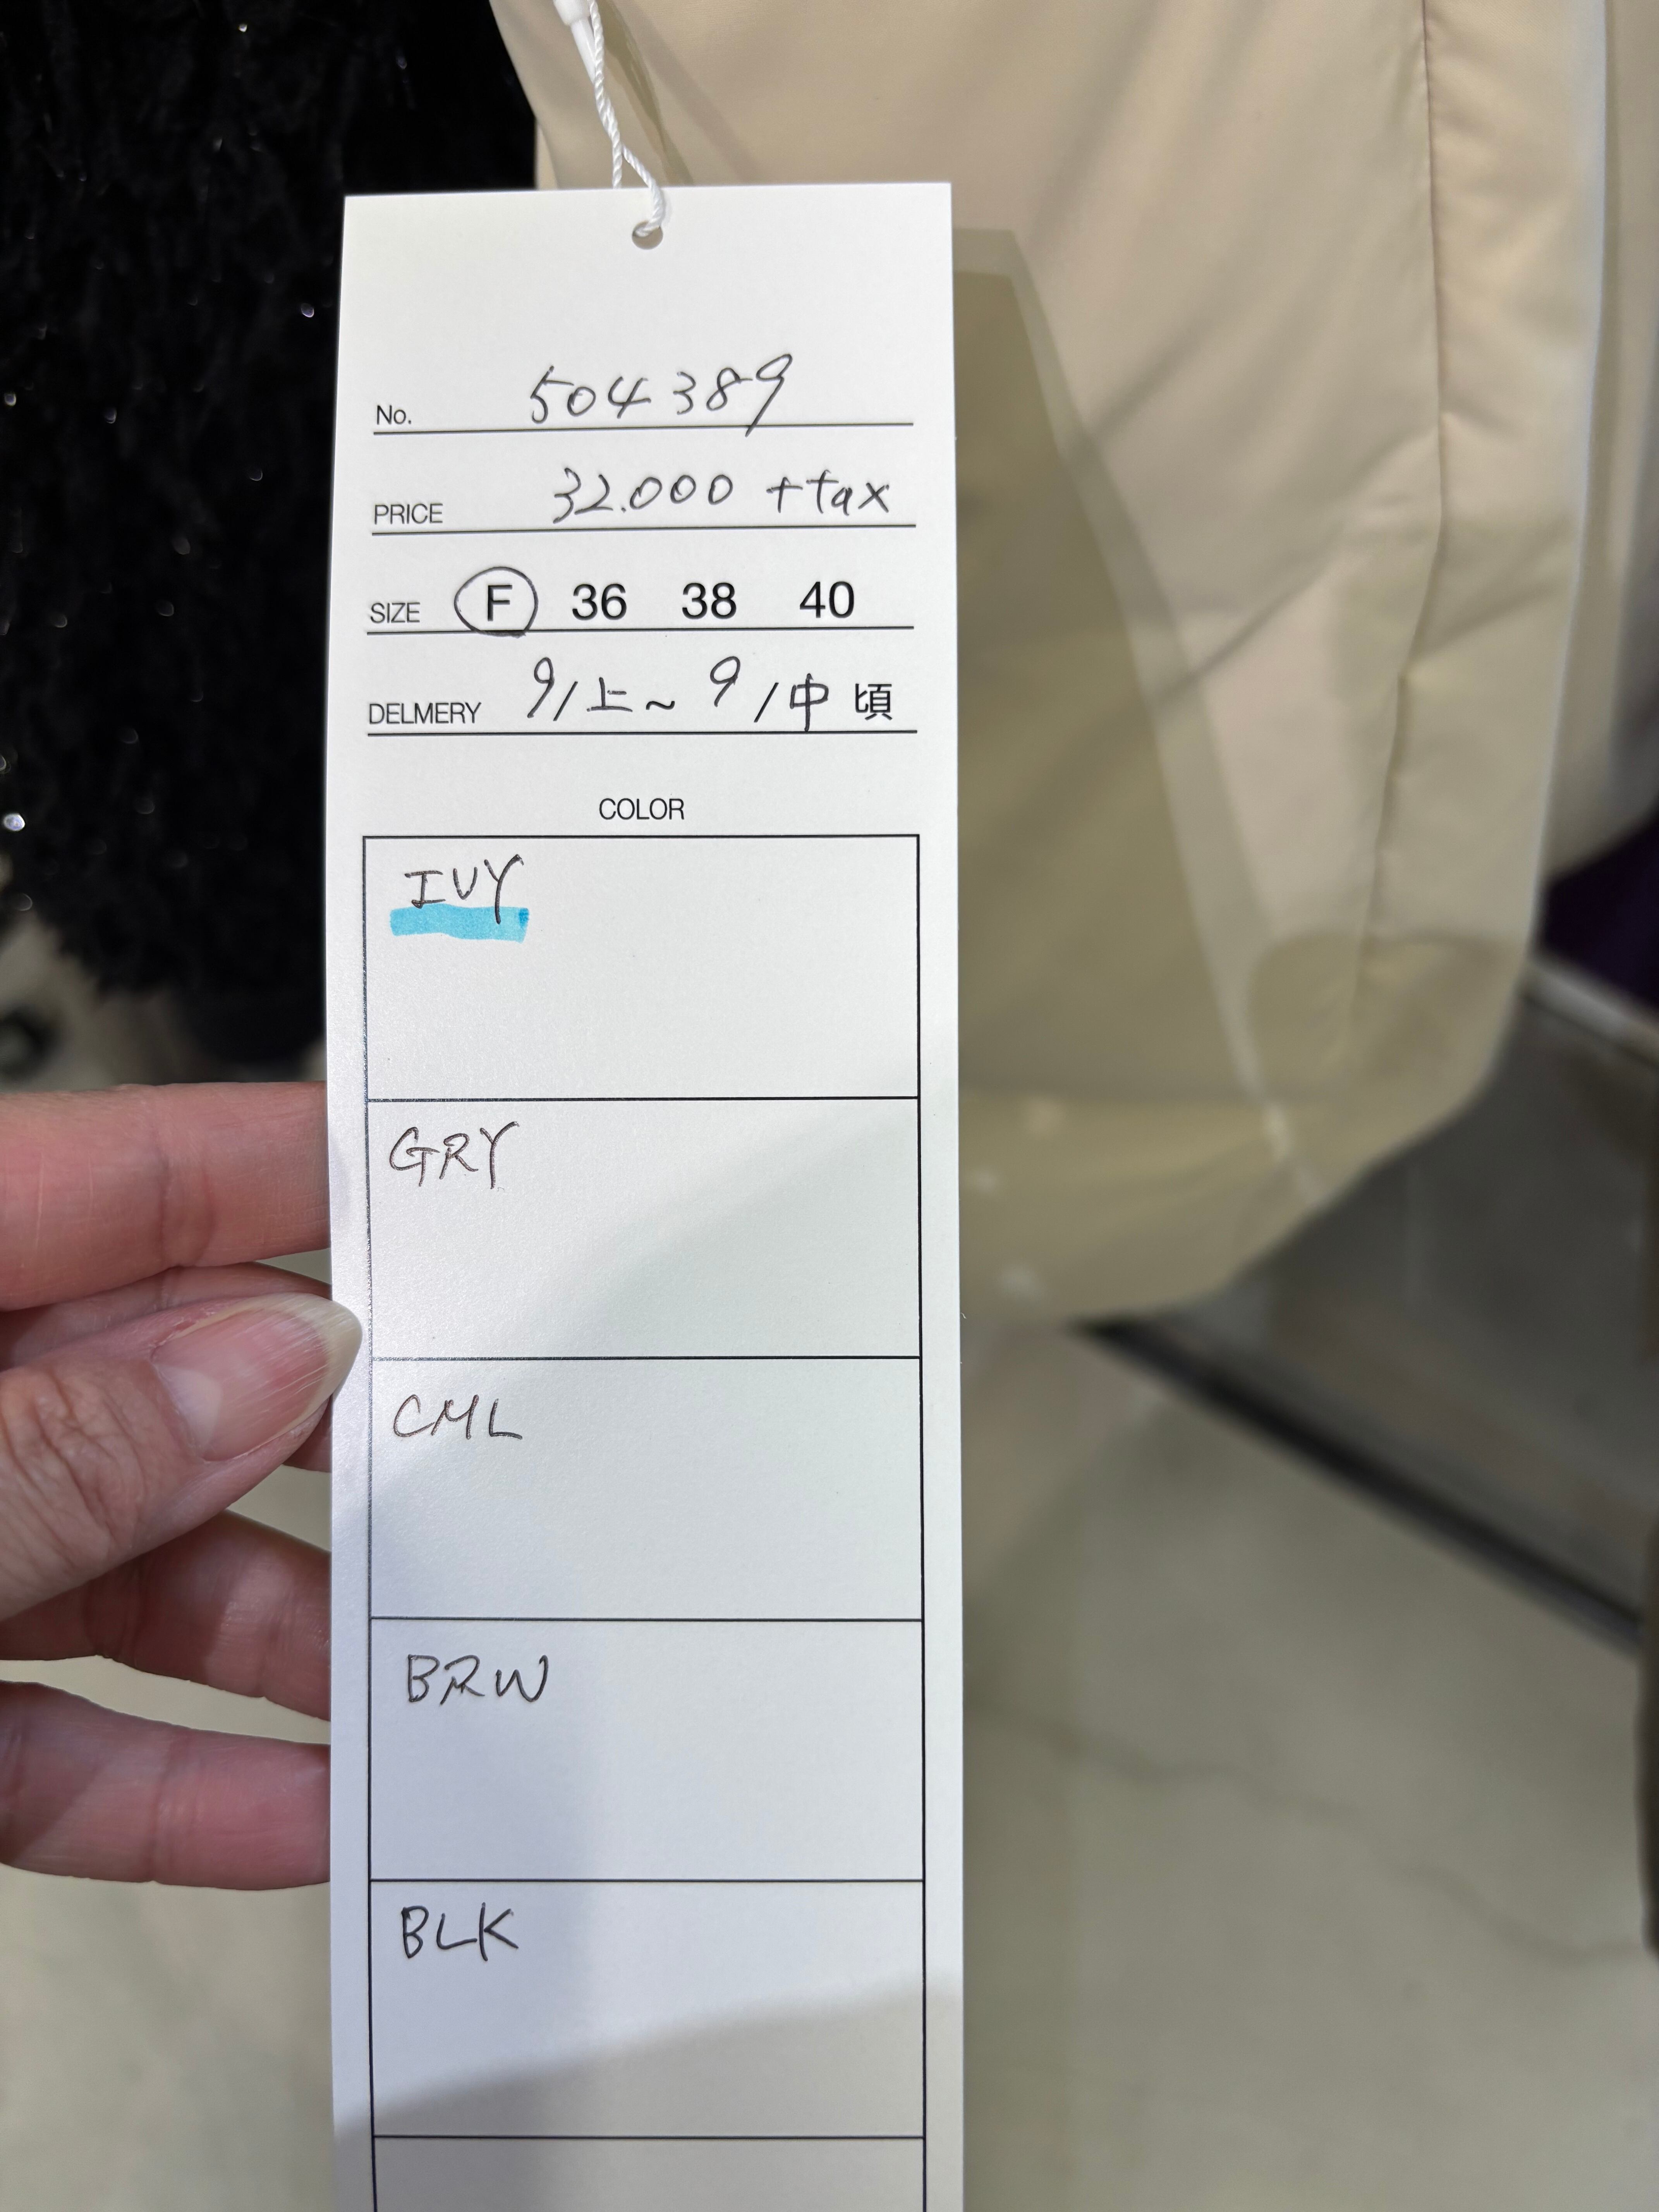 No. 504389
PRICE 32.000 +tax
SIZE F 36 38 40
DELMERY 9/上~9/中 頃
COLOR
IVY
GRY
CML
BRW
BLK